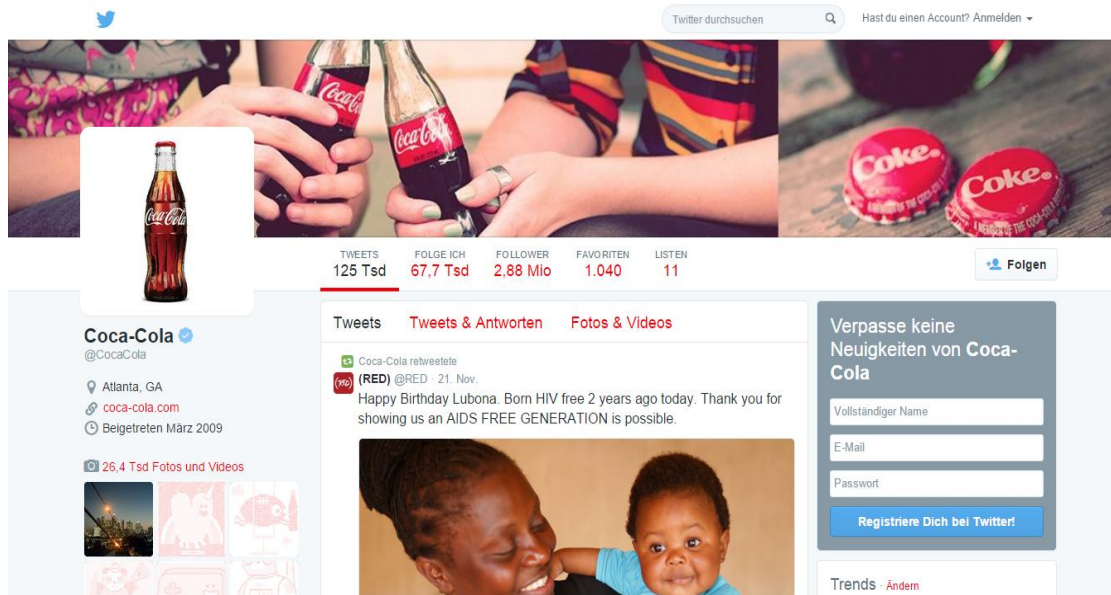 Twitter durchsuchen
Hast du einen Account? Anmelden
Coca-Cola
Coca-Cola
Coke
Coke
Coca-Cola
TWEETS FOLGE ICH FOLLOWER FAVORITEN LISTEN
125 Tsd 67,7 Tsd 2,88 Mio 1.040 11
Folgen
Coca-Cola
@CocaCola
Atlanta, GA
coca-cola.com
Beigetreten März 2009
26,4 Tsd Fotos und Videos
Tweets Tweets & Antworten Fotos & Videos
Coca-Cola retweetete
(RED)
(RED) @RED · 21. Nov.
Happy Birthday Lubona. Born HIV free 2 years ago today. Thank you for
showing us an AIDS FREE GENERATION is possible.
Verpasse keine
Neuigkeiten von Coca-
Cola
Vollständiger Name
E-Mail
Passwort
Registriere Dich bei Twitter!
Trends · Ändern